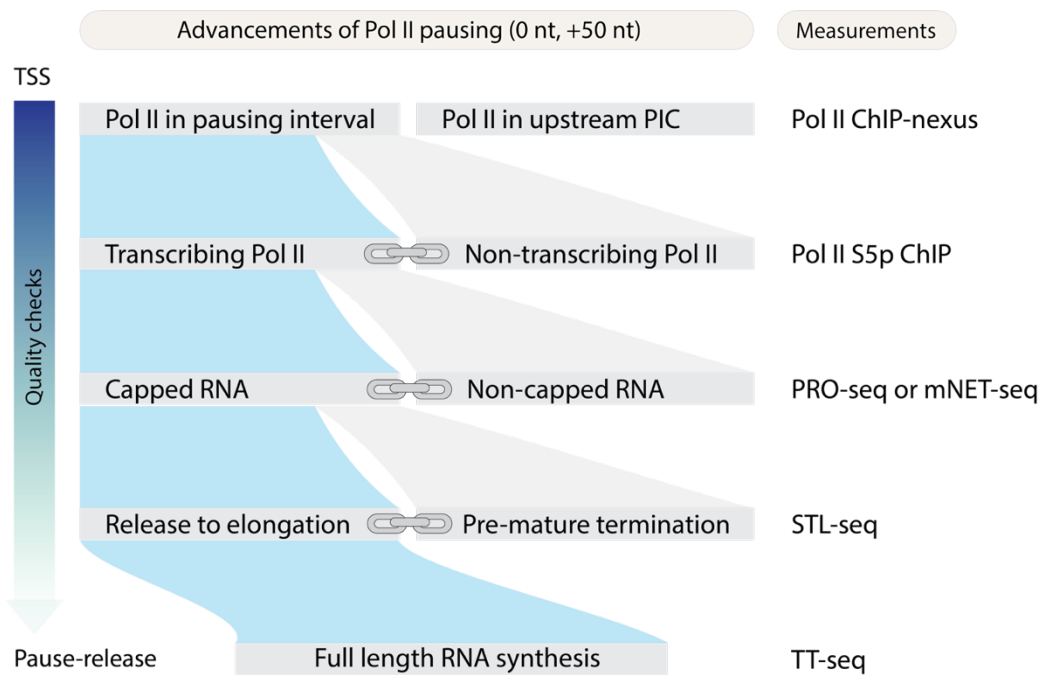 Advancements of Pol II pausing (0 nt, +50 nt)
Measurements
TSS
Pol II in pausing interval
Pol II in upstream PIC
Pol II ChIP-nexus
Transcribing Pol II
Non-transcribing Pol II
Pol II S5p ChIP
Quality checks
Capped RNA
Non-capped RNA
PRO-seq or mNET-seq
Release to elongation
Pre-mature termination
STL-seq
Pause-release
Full length RNA synthesis
TT-seq